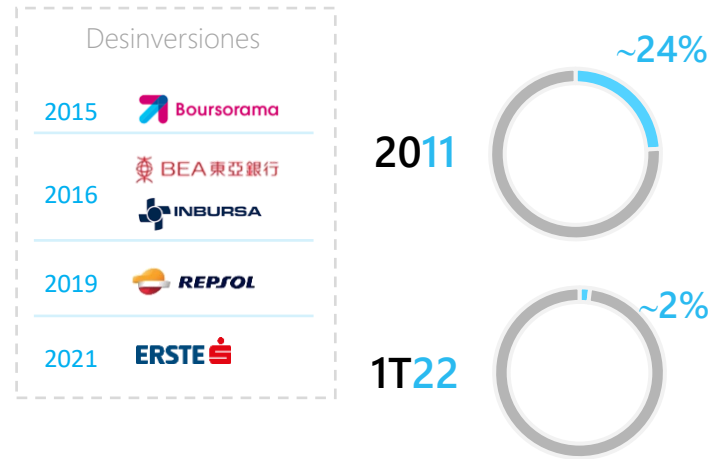 Desinversiones
2015
Boursorama
2016
BEA東亞銀行
INBURSA
2019
REPSOL
2021
ERSTE
~24%
2011
~2%
1T22